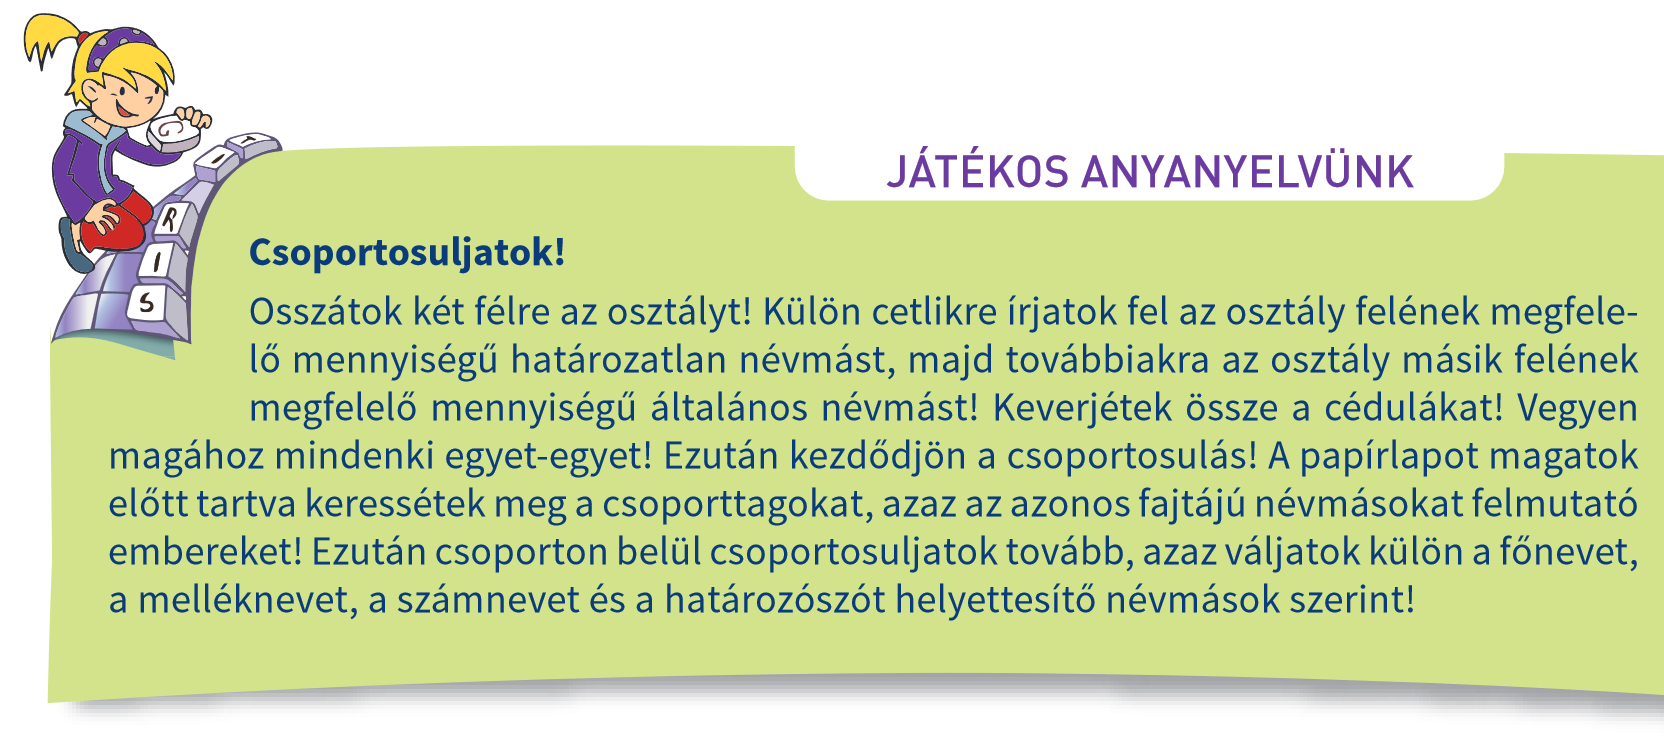 JÁTÉKOS ANYANYELVÜNK
T
I
G
R
I
S
Csoportosuljatok!
Osszátok két félre az osztályt! Külön cetlikre írjatok fel az osztály felének megfele-
lő mennyiségű határozatlan névmást, majd továbbiakra az osztály másik felének
megfelelő mennyiségű általános névmást! Keverjétek össze a cédulákat! Vegyen
magához mindenki egyet-egyet! Ezután kezdődjön a csoportosulás! A papírlapot magatok
előtt tartva keressétek meg a csoporttagokat, azaz az azonos fajtájú névmásokat felmutató
embereket! Ezután csoporton belül csoportosuljatok tovább, azaz váljatok külön a főnevet,
a melléknevet, a számnevet és a határozószót helyettesítő névmások szerint!